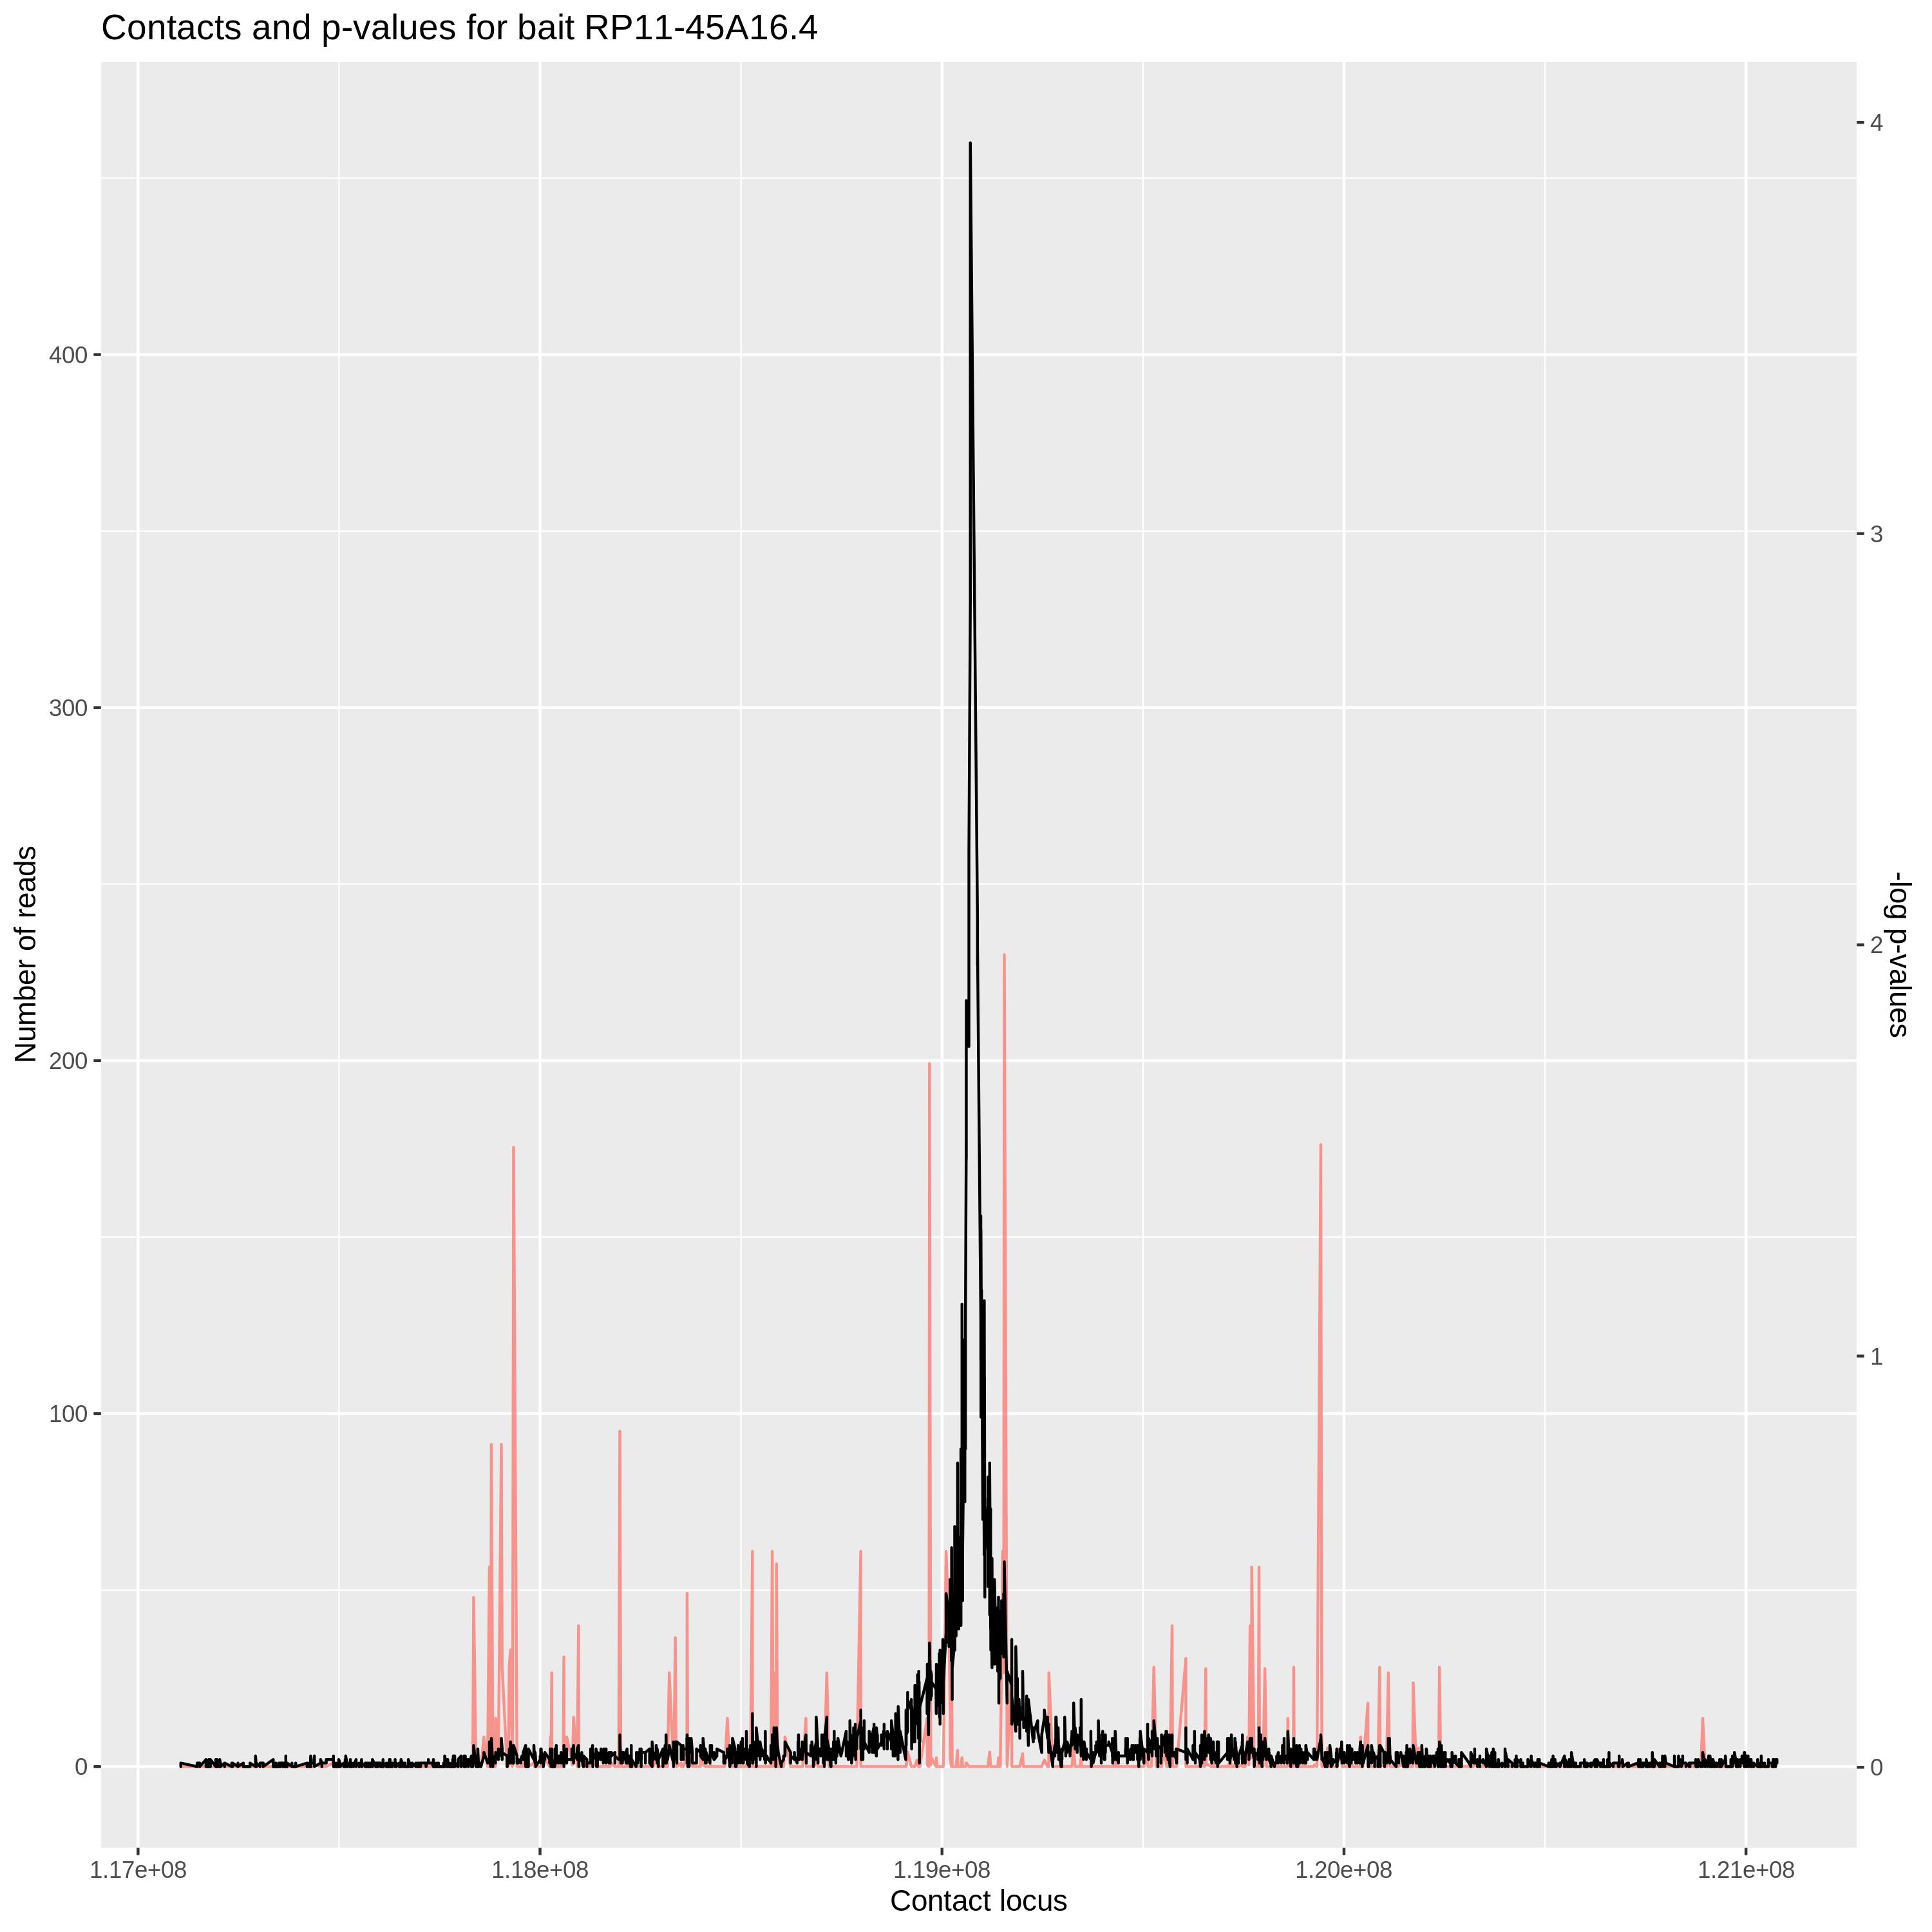 Contacts and p-values for bait RP11-45A16.4
Number of reads
400
300
200
100
0
4
3
2
1
0
-log p-values
1.17e+08 1.18e+08 1.19e+08 1.20e+08 1.21e+08
Contact locus